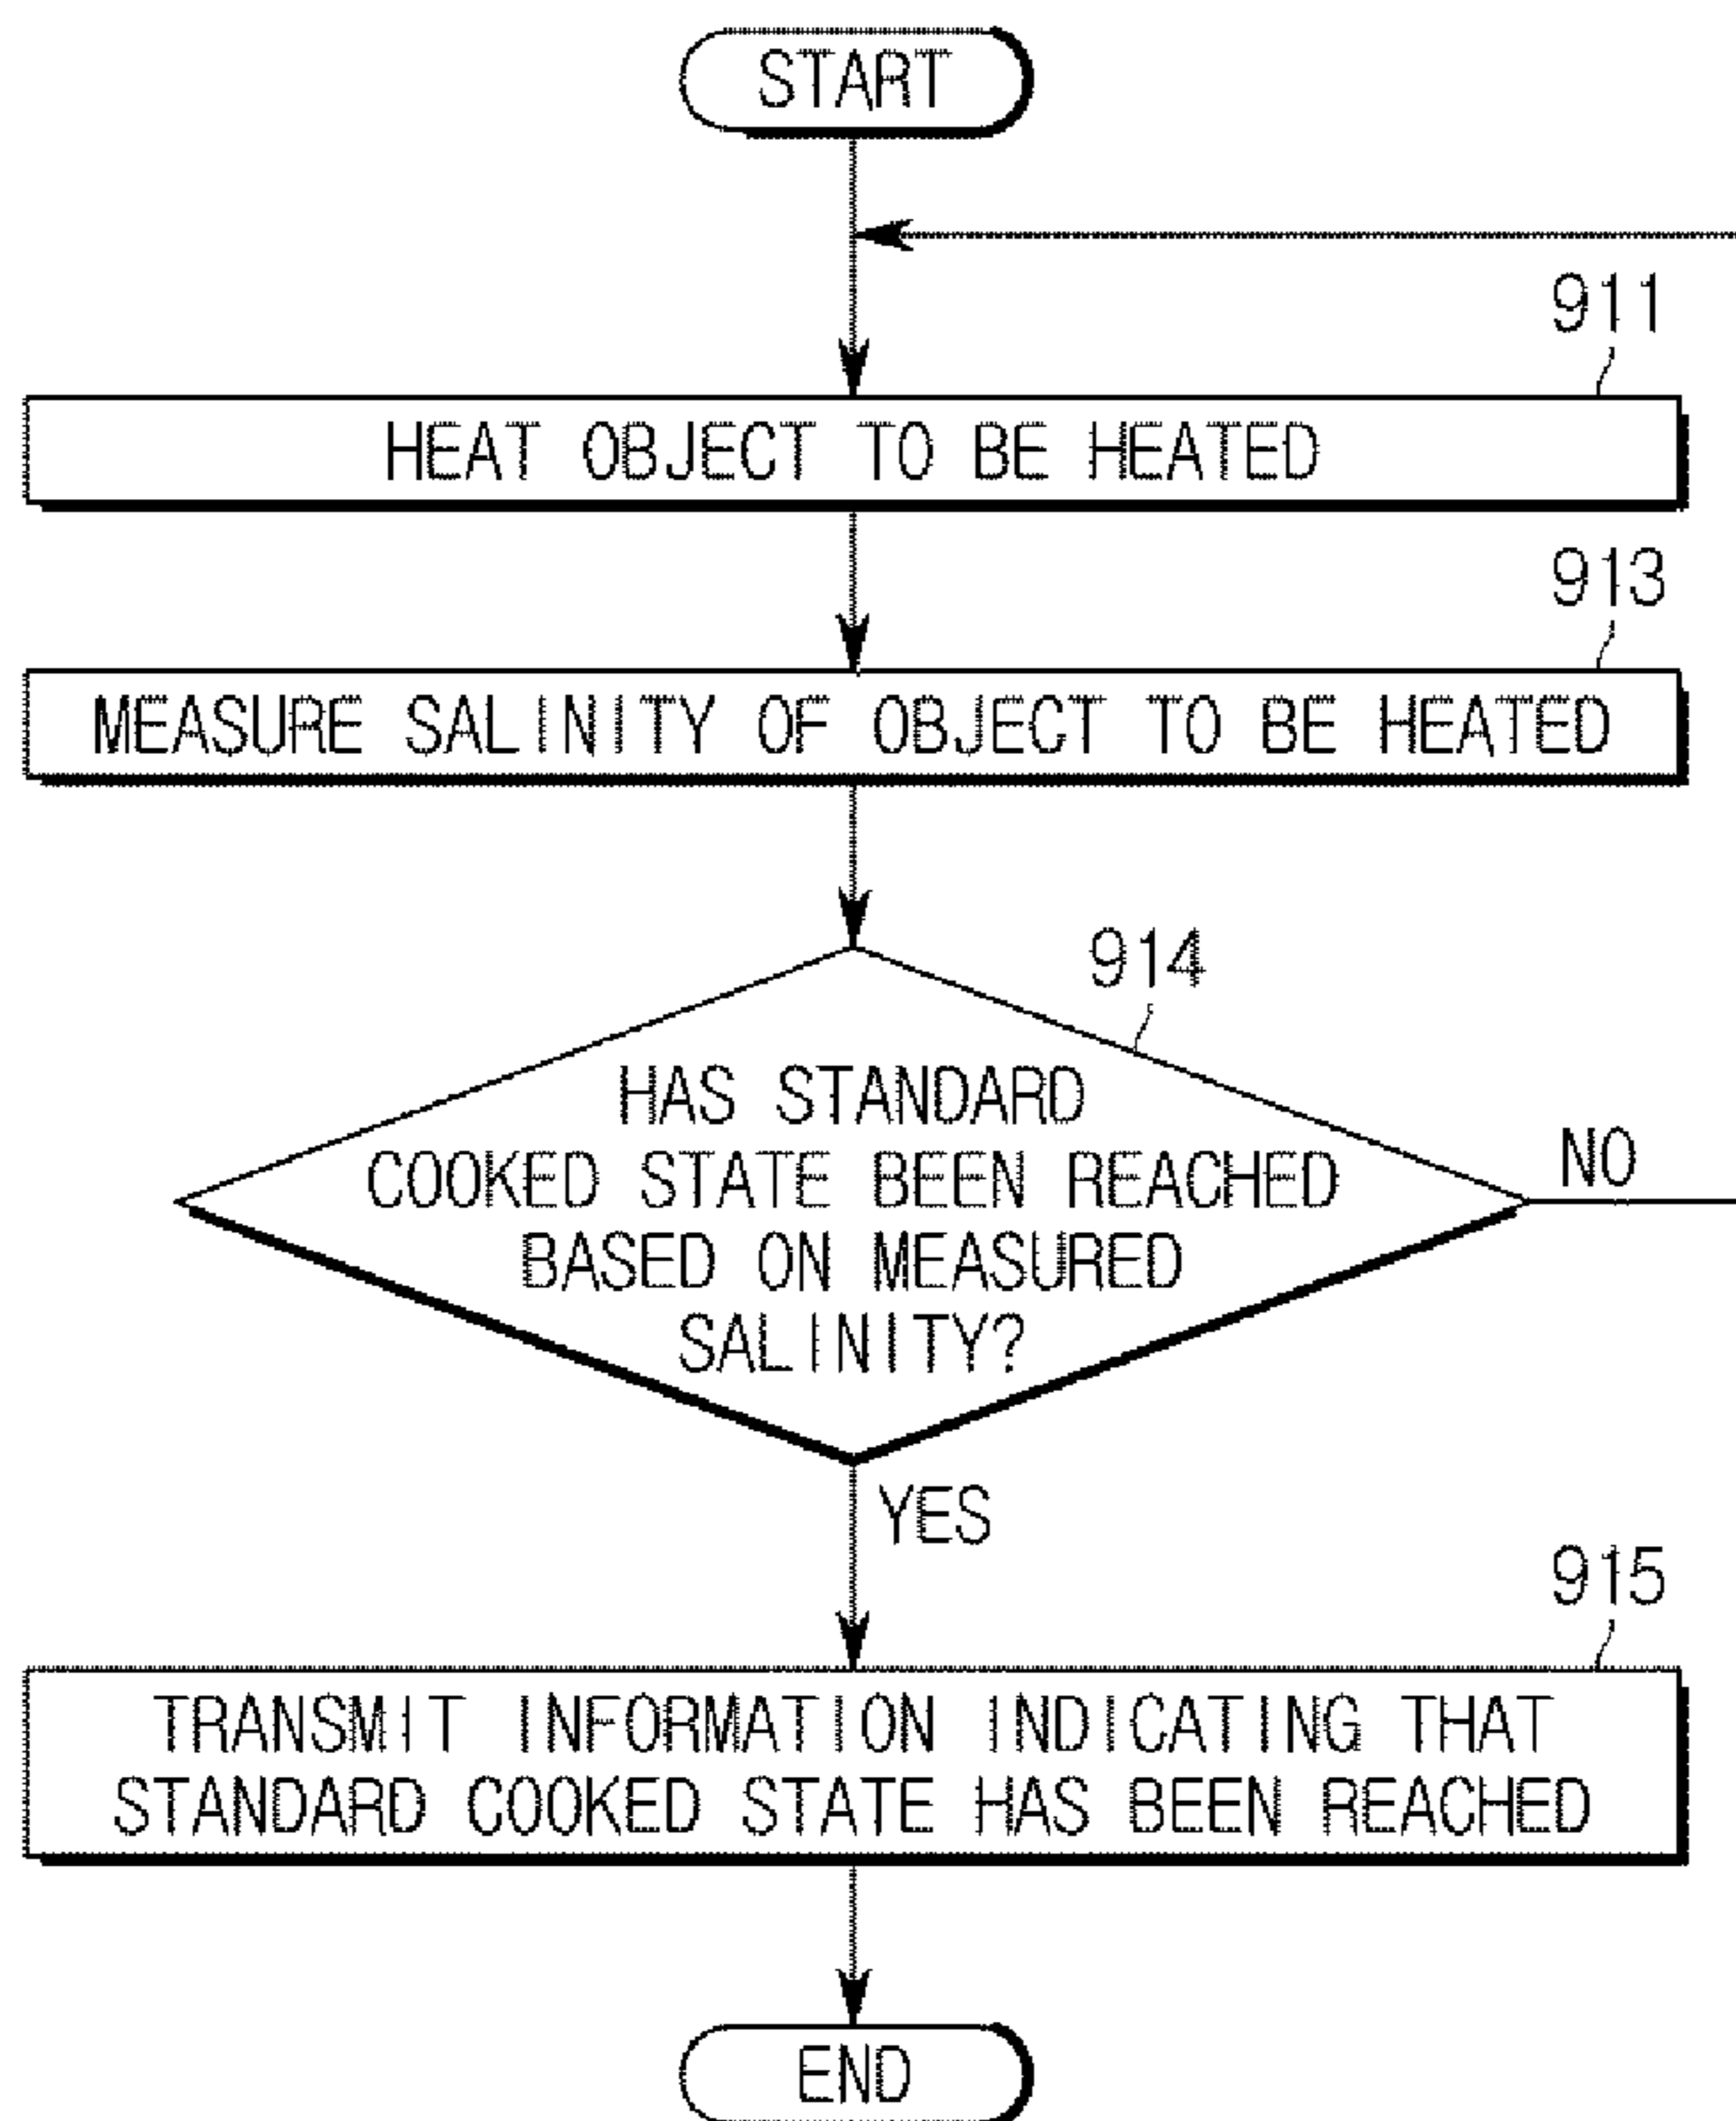 START
911
HEAT OBJECT TO BE HEATED
913
MEASURE SALINITY OF OBJECT TO BE HEATED
914
HAS STANDARD
COOKED STATE BEEN REACHED
BASED ON MEASURED
SALINITY?
NO
YES
915
TRANSMIT INFORMATION INDICATING THAT
STANDARD COOKED STATE HAS BEEN REACHED
END